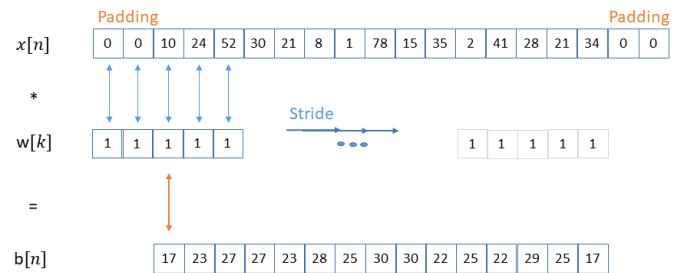 Padding Padding
x[n] 0 0 10 24 52 30 21 8 1 78 15 35 2 41 28 21 34 0 0
*
Stride
w[k] 1 1 1 1 1 1 1 1 1 1
=
b[n] 17 23 27 27 23 28 25 30 30 22 25 22 29 25 17